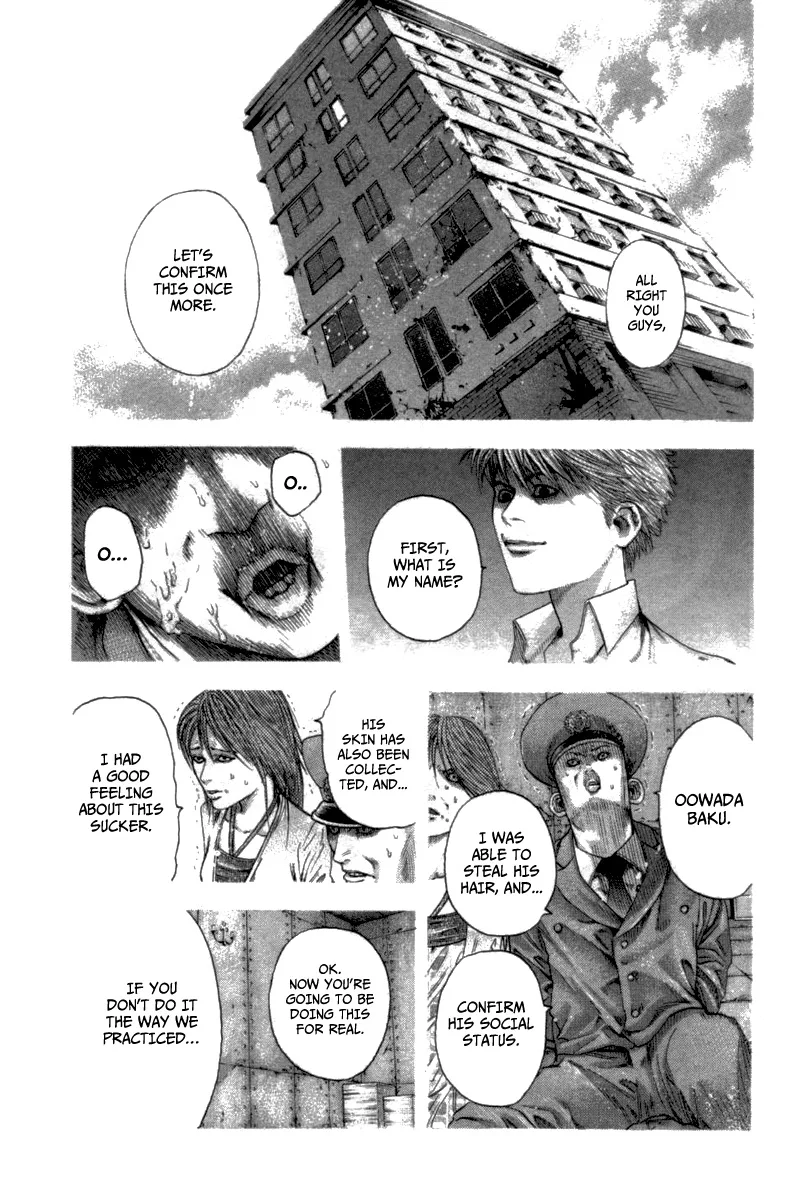 ALL
RIGHT
YOU
GUYS,
LET'S
CONFIRM
THIS ONCE
MORE.
FIRST,
WHAT IS
MY NAME?
O..
O...
OOWADA
BAKU.
I WAS
ABLE TO
STEAL HIS
HAIR, AND...
CONFIRM
HIS SOCIAL
STATUS.
HIS
SKIN HAS
ALSO BEEN
COLLEC-
TED, AND...
I HAD
A GOOD
FEELING
ABOUT THIS
SUCKER.
OK.
NOW YOU'RE
GOING TO BE
DOING THIS
FOR REAL.
IF YOU
DON'T DO IT
THE WAY WE
PRACTICED...